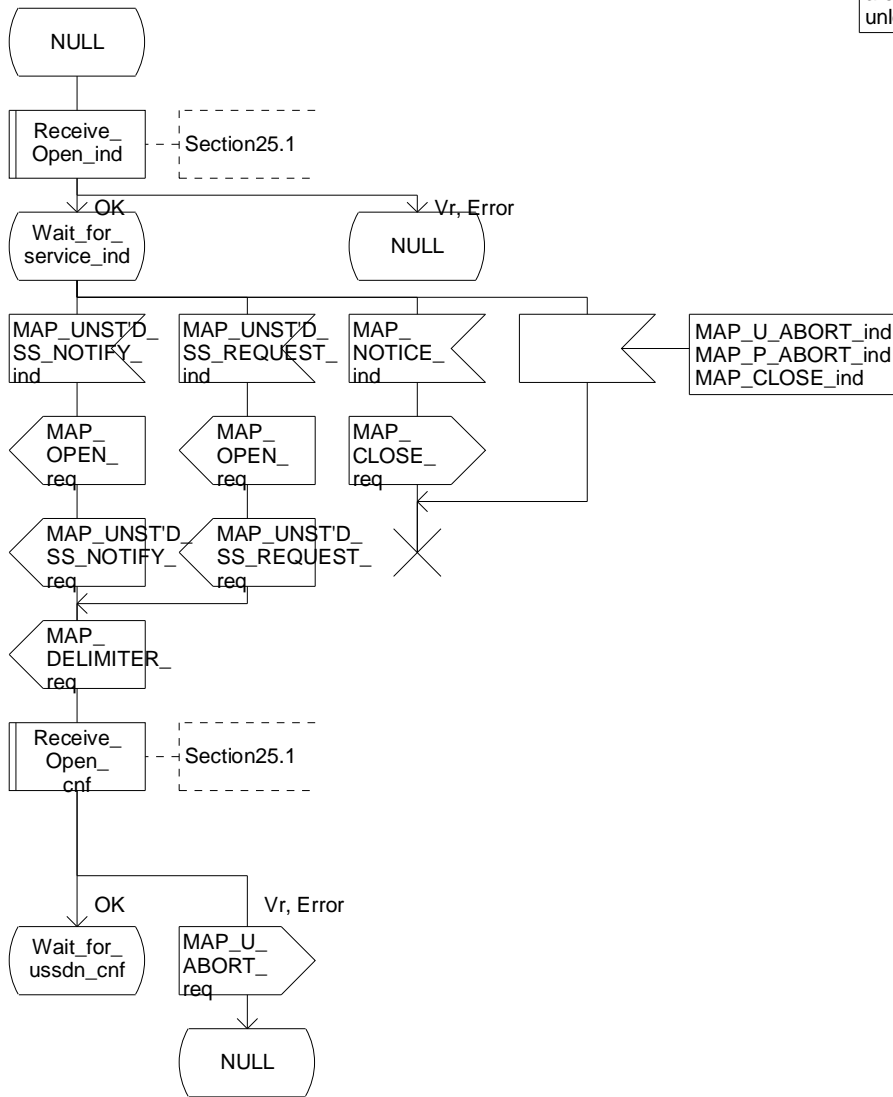 unl
NULL
Receive_
Open_ind
Section25.1
OK
Vr, Error
Wait_for_
service_ind
NULL
MAP_UNST'D_
SS_NOTIFY_
ind
MAP_UNST'D_
SS_REQUEST_
ind
MAP_
NOTICE_
ind
MAP_U_ABORT_ind
MAP_P_ABORT_ind
MAP_CLOSE_ind
MAP_
OPEN_
req
MAP_
OPEN_
req
MAP_
CLOSE_
req
MAP_UNST'D_
SS_NOTIFY_
req
MAP_UNST'D_
SS_REQUEST_
req
MAP_
DELIMITER_
req
Receive_
Open_
cnf
Section25.1
OK
Vr, Error
Wait_for_
ussdn_cnf
MAP_U_
ABORT_
req
NULL